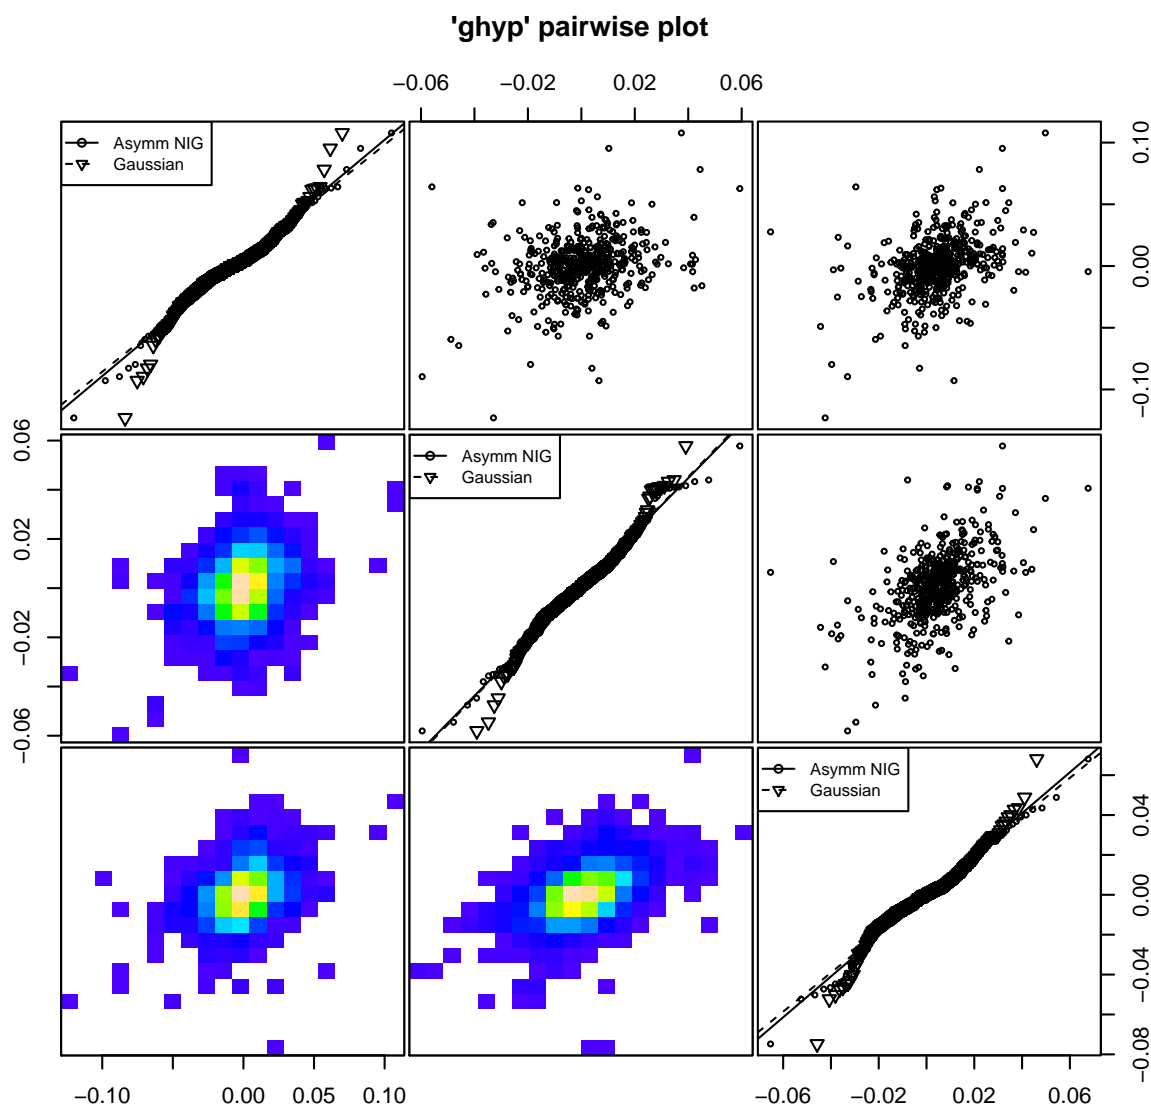 'ghyp' pairwise plot
−0.06 −0.02 0.02 0.06
Asymm NIG
Gaussian
0.10
0.00
−0.10
Asymm NIG
Gaussian
0.06
0.02
−0.02
−0.06
Asymm NIG
Gaussian
0.04
0.00
−0.04
−0.08
−0.10 0.00 0.05 0.10
−0.06 −0.02 0.02 0.06